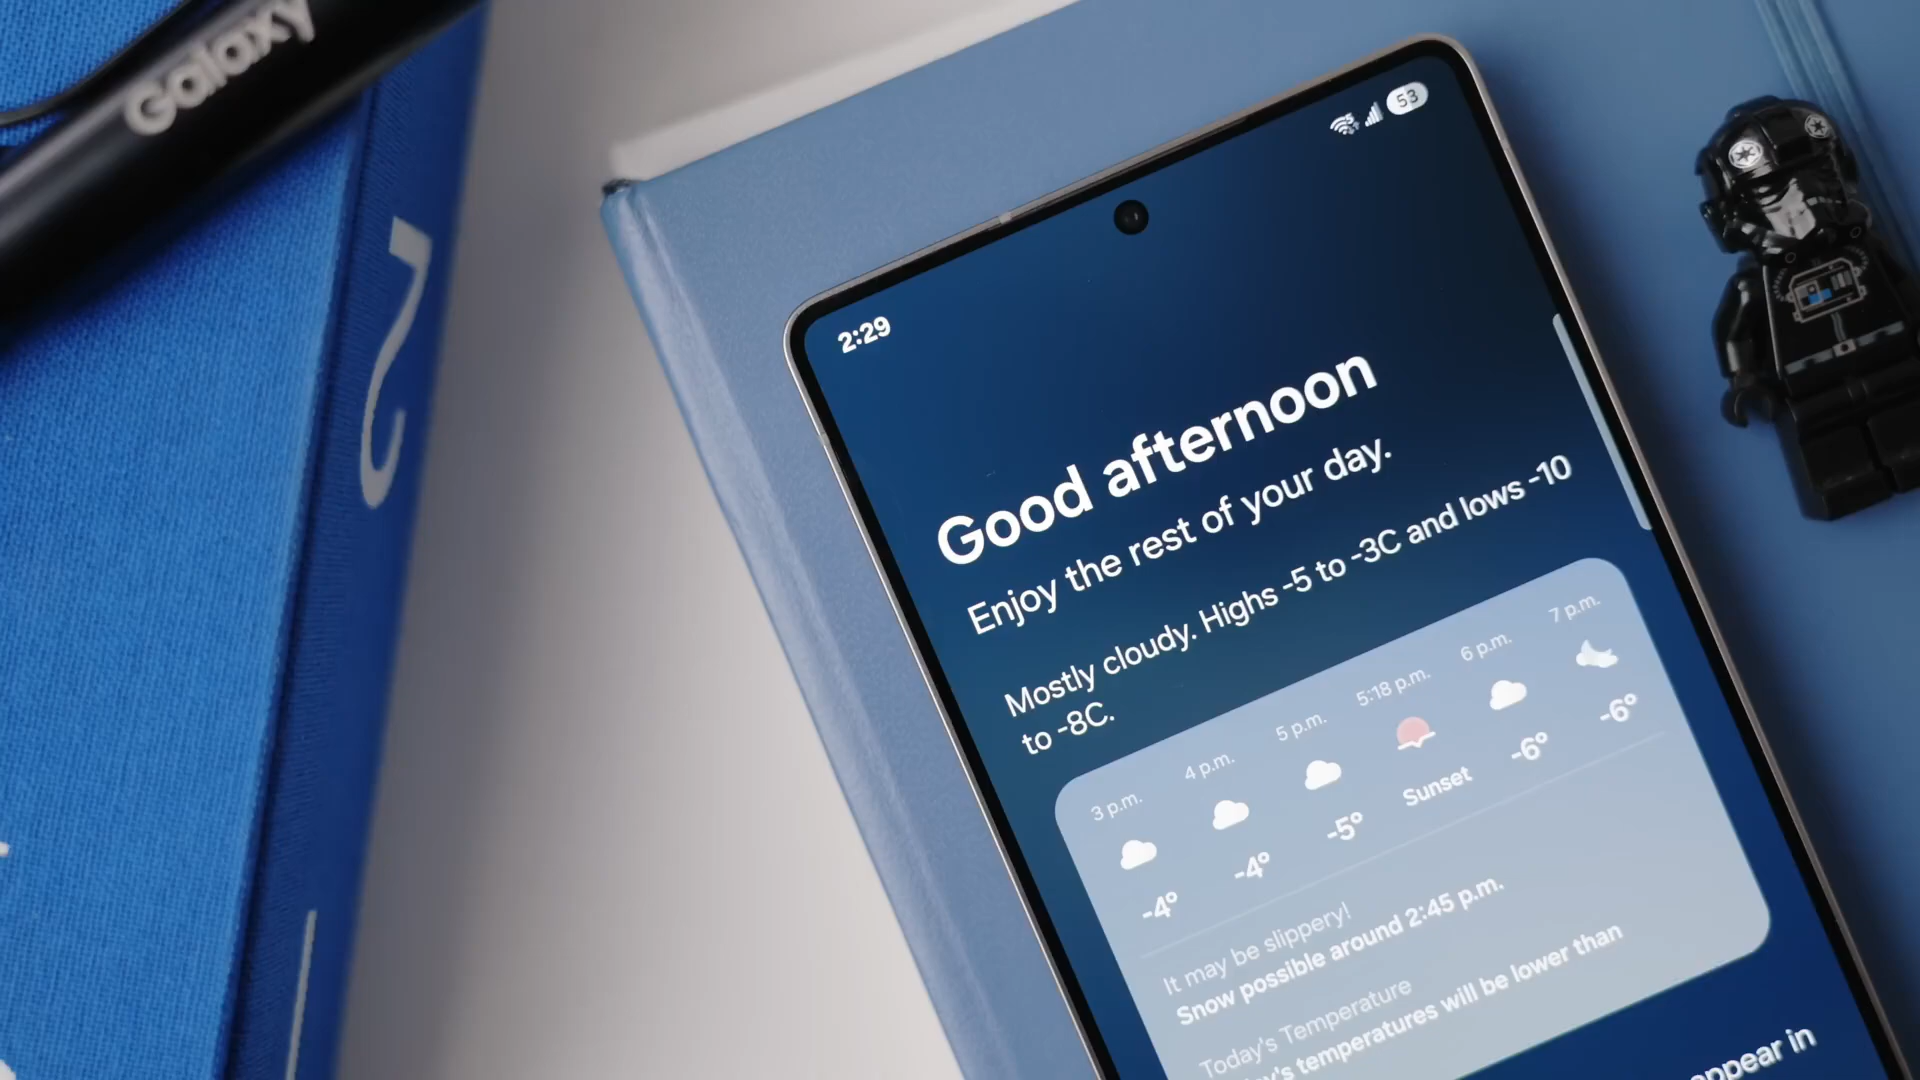 Galaxy
53
2:29
Good afternoon
Enjoy the rest of your day.
Mostly cloudy. Highs -5 to -3C and lows -10
to -8C.
3 p.m. 4 p.m. 5 p.m. 5:18 p.m. 6 p.m. 7 p.m.
-4° -4° -5° Sunset -6° -6°
It may be slippery!
Snow possible around 2:45 p.m.
Today's Temperature
temperatures will be lower than
appear in